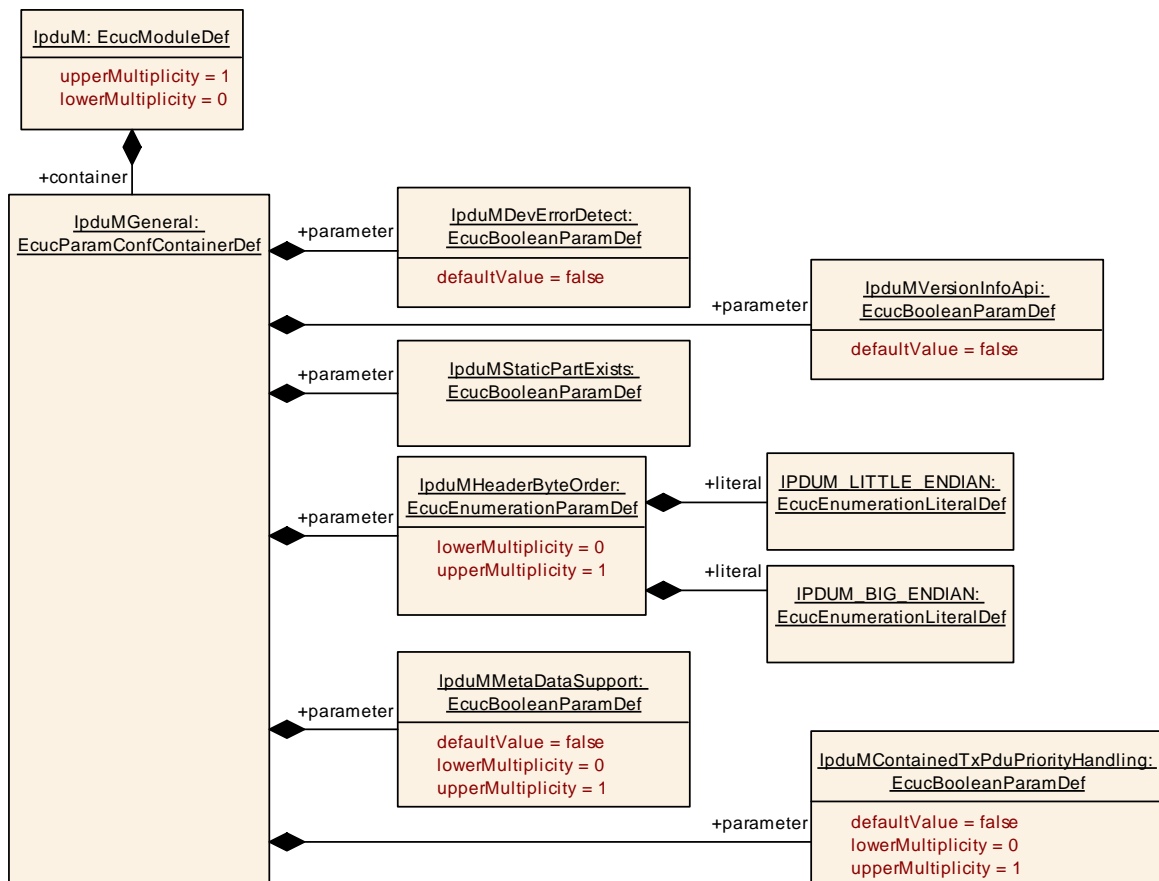 IpduM: EcucModuleDef
upperMultiplicity = 1
lowerMultiplicity = 0
+container
IpduMGeneral:
EcucParamConfContainerDef
+parameter
IpduMDevErrorDetect:
EcucBooleanParamDef
defaultValue = false
+parameter
IpduMVersionInfoApi:
EcucBooleanParamDef
defaultValue = false
+parameter
IpduMStaticPartExists:
EcucBooleanParamDef
+parameter
IpduMHeaderByteOrder:
EcucEnumerationParamDef
lowerMultiplicity = 0
upperMultiplicity = 1
+literal
IPDUM_LITTLE_ENDIAN:
EcucEnumerationLiteralDef
+literal
IPDUM_BIG_ENDIAN:
EcucEnumerationLiteralDef
+parameter
IpduMMetaDataSupport:
EcucBooleanParamDef
defaultValue = false
lowerMultiplicity = 0
upperMultiplicity = 1
+parameter
IpduMContainedTxPduPriorityHandling:
EcucBooleanParamDef
defaultValue = false
lowerMultiplicity = 0
upperMultiplicity = 1